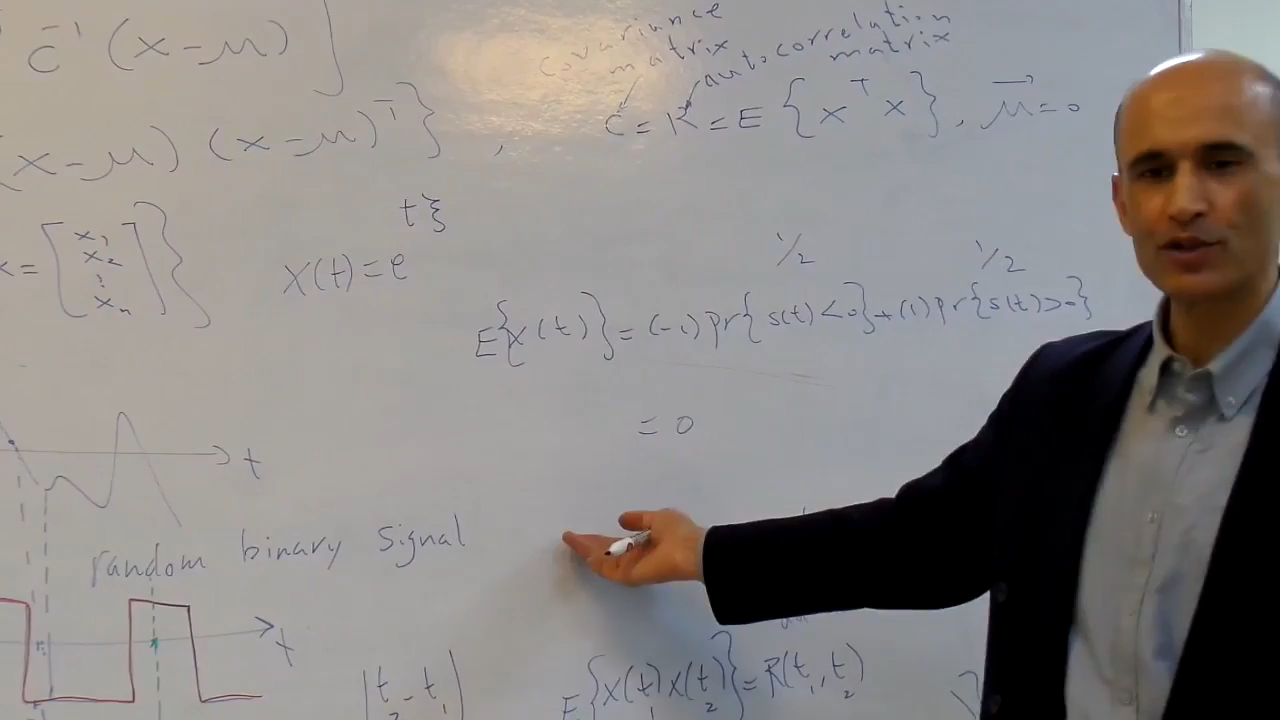 C⁻¹ (x-μ) ]
covariance matrix
autocorrelation matrix
(x-μ) (x-μ)ᵀ } , C = R = E { xᵀ x } , μ⃗ = 0
x = [ x₁ x₂ ⋮ xₙ ] }
X(t) = e^{tξ}
1/2 1/2
E{X(t)} = (-1) pr{ s(t) < 0 } + (1) pr{ s(t) > 0 }
= 0
t
random binary signal
t
| t₂ - t₁ |
E { X(t₁) X(t₂) } = R(t₁, t₂)